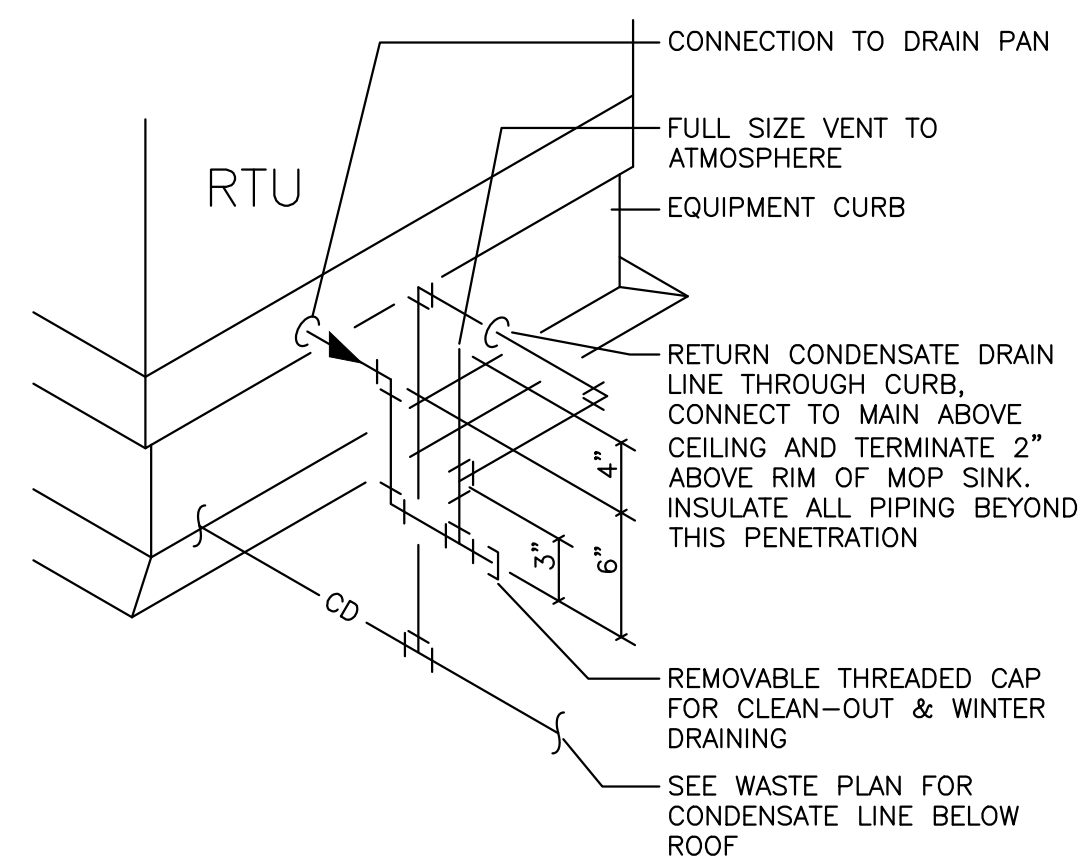 CONNECTION TO DRAIN PAN
FULL SIZE VENT TO
ATMOSPHERE
RTU
EQUIPMENT CURB
RETURN CONDENSATE DRAIN
LINE THROUGH CURB,
CONNECT TO MAIN ABOVE
CEILING AND TERMINATE 2"
ABOVE RIM OF MOP SINK.
INSULATE ALL PIPING BEYOND
THIS PENETRATION
4"
3"
6"
CD
REMOVABLE THREADED CAP
FOR CLEAN-OUT & WINTER
DRAINING
SEE WASTE PLAN FOR
CONDENSATE LINE BELOW
ROOF